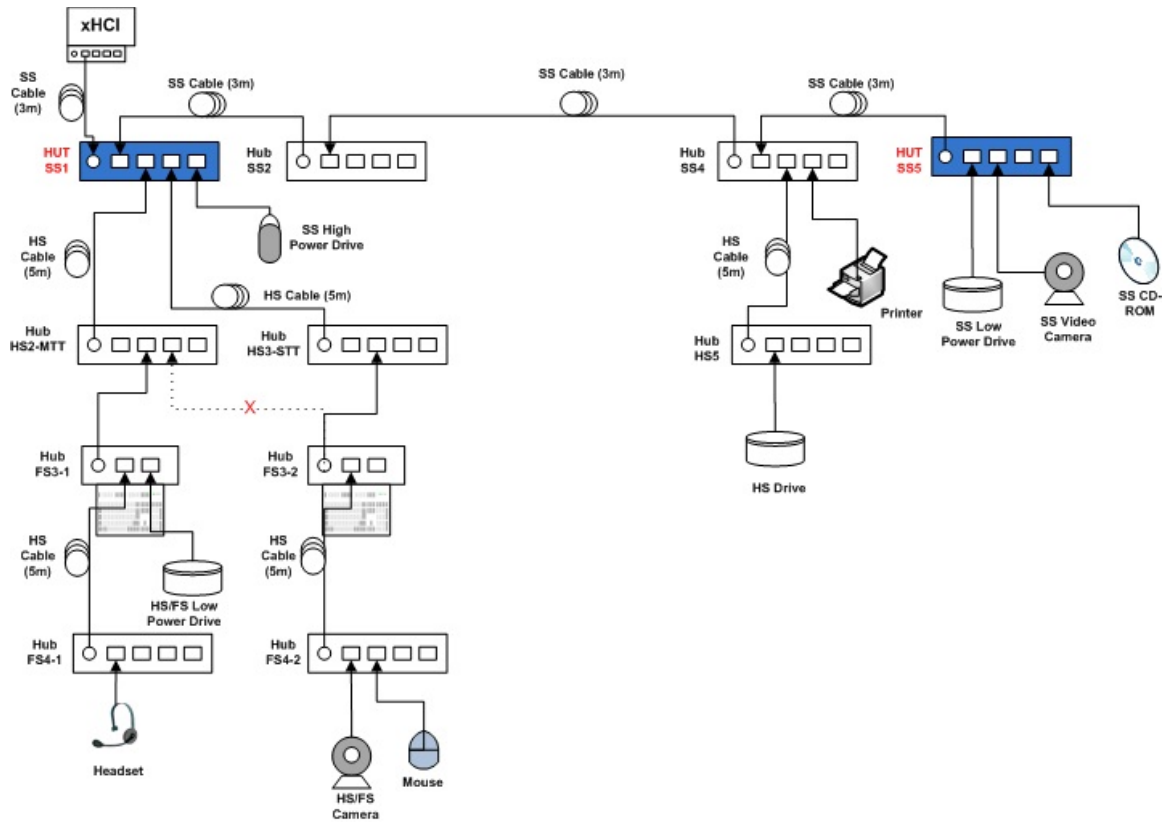 xHCI
SS
Cable
(3m)
SS Cable (3m)
SS Cable (3m)
SS Cable (3m)
HUT
SS1
Hub
SS2
Hub
SS4
HUT
SS5
HS
Cable
(5m)
SS High
Power Drive
HS Cable (5m)
HS
Cable
(5m)
Printer
SS Low
Power Drive
SS Video
Camera
SS CD-
ROM
Hub
HS2-MTT
Hub
HS3-STT
Hub
HS5
X
Hub
FS3-1
Hub
FS3-2
HS Drive
HS
Cable
(5m)
HS/FS Low
Power Drive
HS
Cable
(5m)
Hub
FS4-1
Hub
FS4-2
Headset
HS/FS
Camera
Mouse